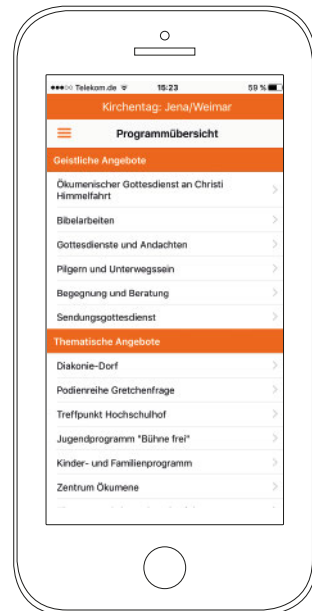 Telekom.de 15:23 59 %
Kirchentag: Jena/Weimar
Programmübersicht
Geistliche Angebote
Ökumenischer Gottesdienst an Christi
Himmelfahrt
Bibelarbeiten
Gottesdienste und Andachten
Pilgern und Unterwegssein
Begegnung und Beratung
Sendungsgottesdienst
Thematische Angebote
Diakonie-Dorf
Podienreihe Gretchenfrage
Treffpunkt Hochschulhof
Jugendprogramm "Bühne frei"
Kinder- und Familienprogramm
Zentrum Ökumene